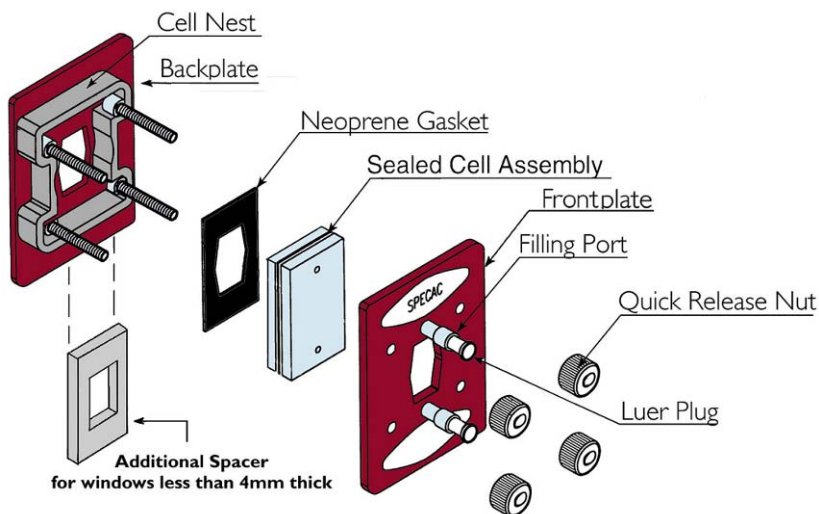 Cell Nest
Backplate
Neoprene Gasket
Sealed Cell Assembly
Frontplate
Filling Port
SPECAC
Quick Release Nut
Luer Plug
Additional Spacer
for windows less than 4mm thick